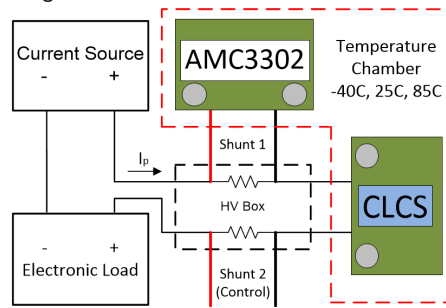 Current Source
- +
AMC3302
Temperature
Chamber
-40C, 25C, 85C
Shunt 1
Ip
HV Box
CLCS
- +
Electronic Load
Shunt 2
(Control)